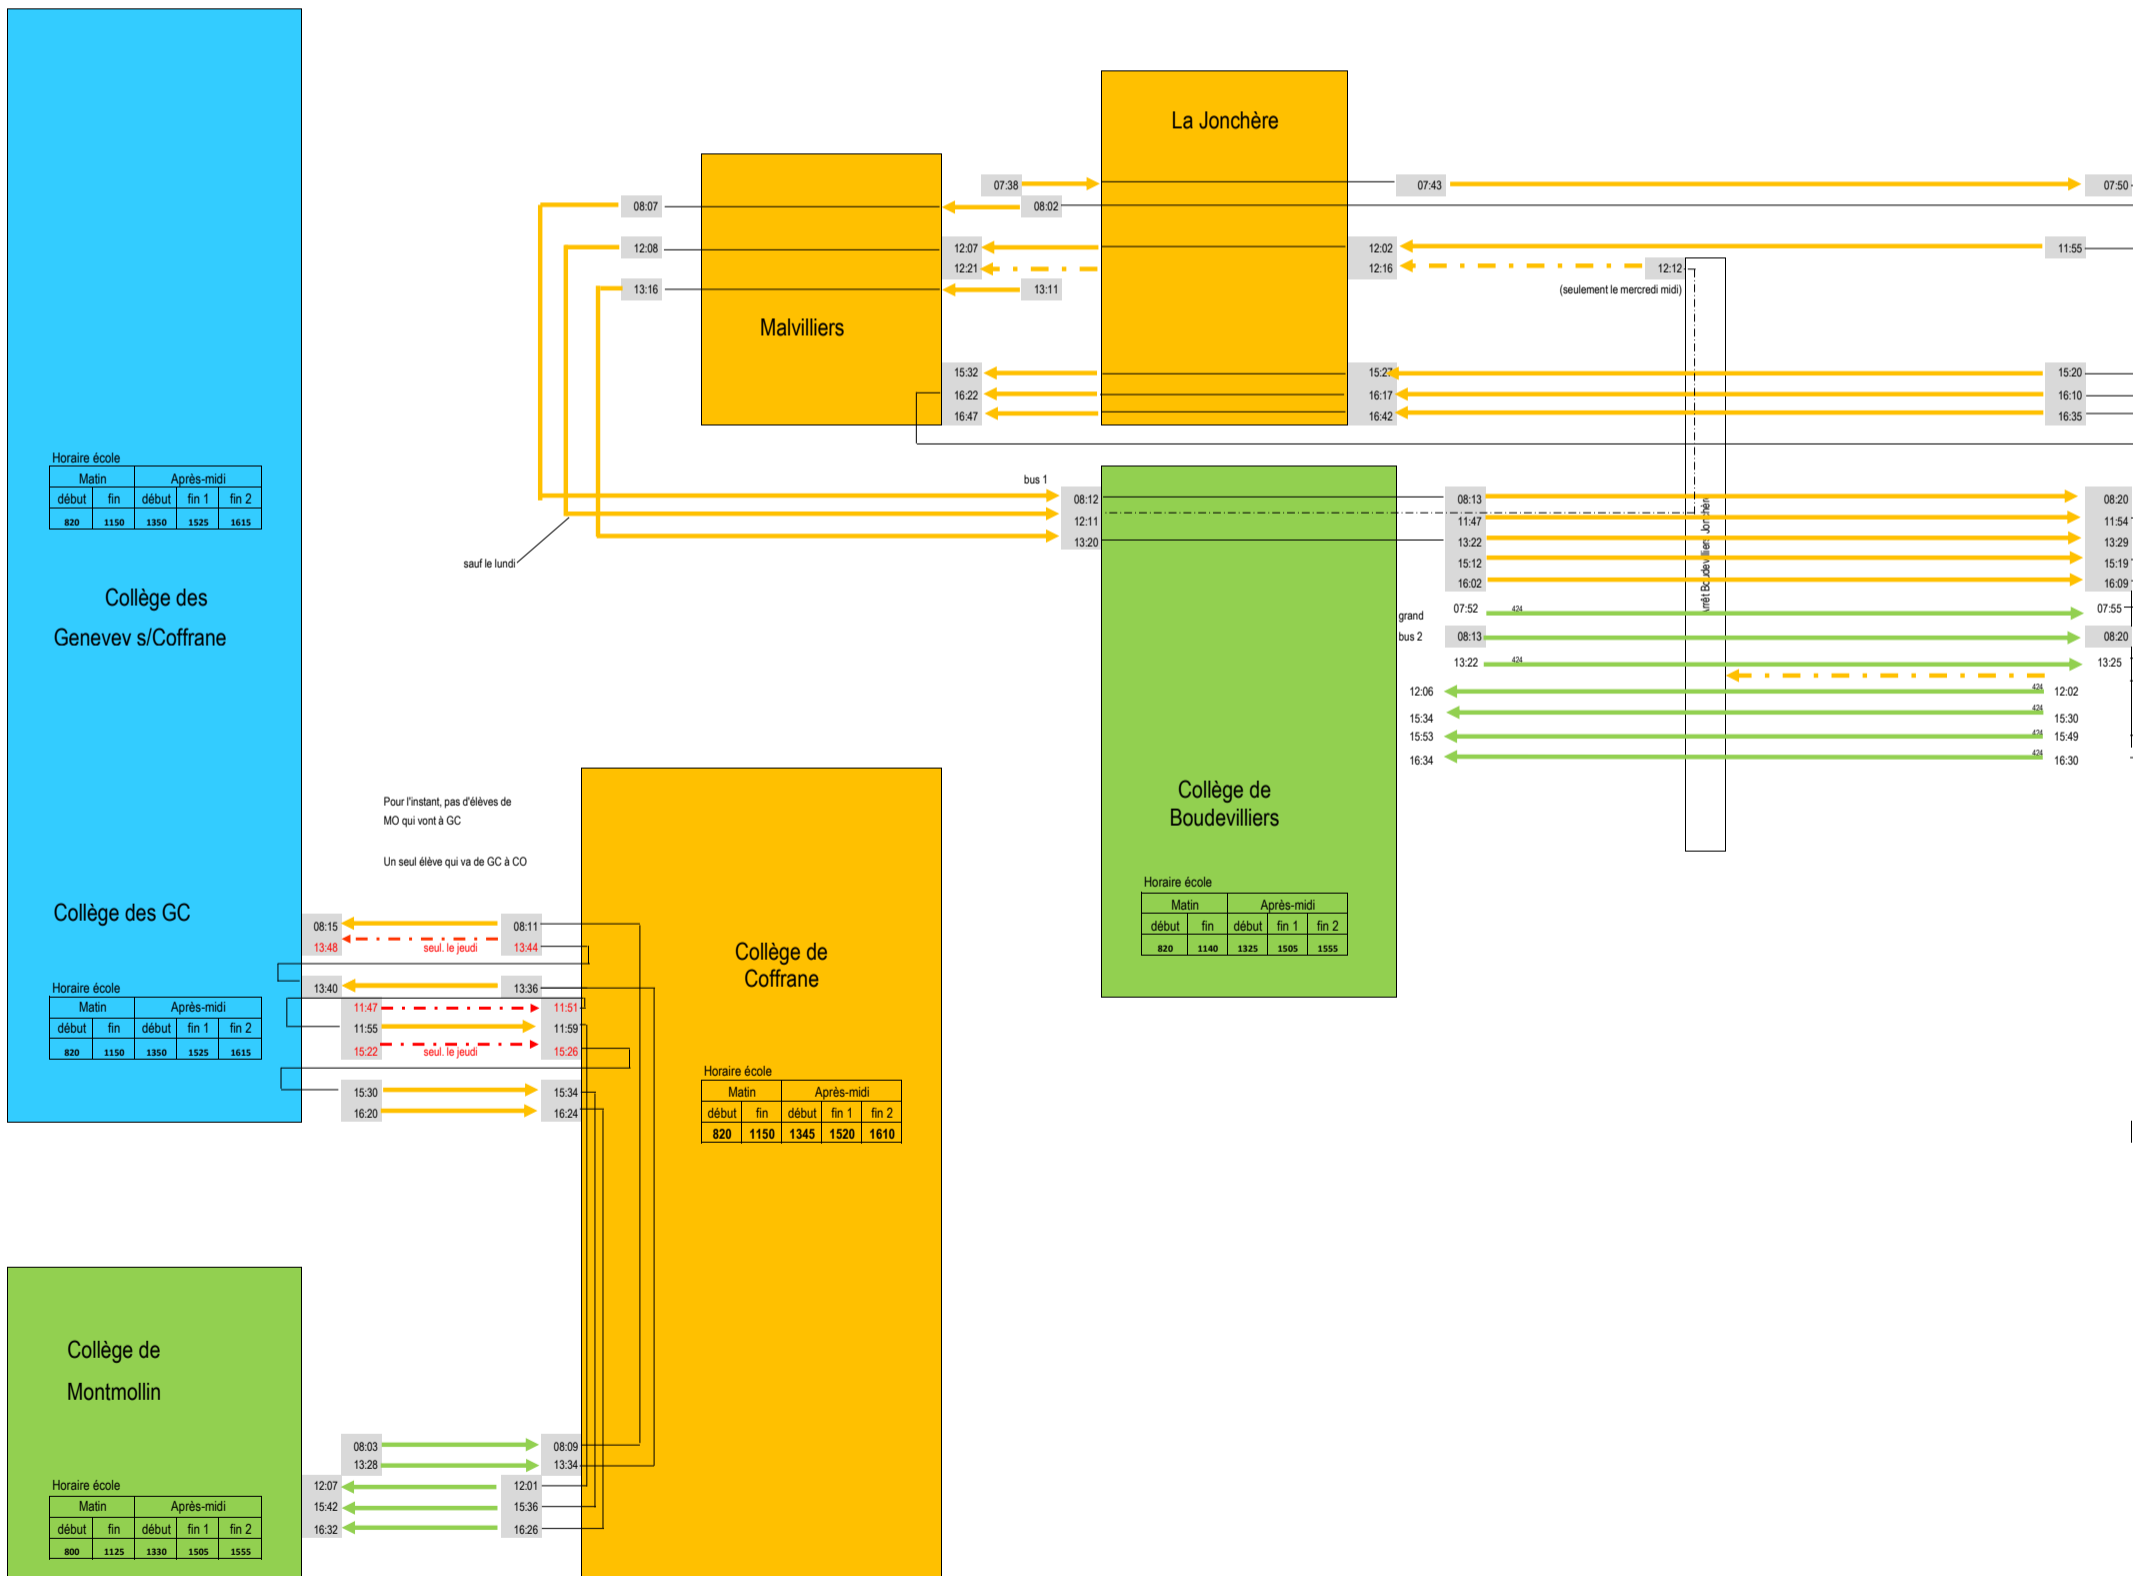 La Jonchère
07:38
07:43
07:50
08:07
08:02
12:08
12:07
12:02
11:55
12:21
12:16
12:12
13:16
13:11
(seulement le mercredi midi)
Malvilliers
15:32
15:27
15:20
16:22
16:17
16:10
16:47
16:42
16:35
Horaire école
Matin Après-midi
début fin début fin 1 fin 2
820 1150 1350 1525 1615
bus 1
08:12
08:13
08:20
12:11
11:47
11:54
13:20
13:22
13:29
sauf le lundi
15:12
15:19
16:02
16:09
Arrêt Boudevilliers Jonchère
Collège des
Genevev s/Coffrane
grand
bus 2
07:52 424 07:55
08:13 08:20
13:22 424 13:25
12:06 424 12:02
15:34 15:30
15:53 424 15:49
16:34 424 16:30
Collège de
Boudevilliers
Pour l'instant, pas d'élèves de
MO qui vont à GC
Un seul élève qui va de GC à CO
Horaire école
Matin Après-midi
début fin début fin 1 fin 2
820 1140 1325 1505 1555
Collège des GC
08:15 08:11
13:48 seul. le jeudi 13:44
Collège de
Coffrane
13:40 13:36
Horaire école
Matin Après-midi
début fin début fin 1 fin 2
820 1150 1350 1525 1615
11:47 11:51
11:55 11:59
15:22 seul. le jeudi 15:26
15:30 15:34
16:20 16:24
Horaire école
Matin Après-midi
début fin début fin 1 fin 2
820 1150 1345 1520 1610
Collège de
Montmollin
08:03 08:09
13:28 13:34
12:07 12:01
15:42 15:36
16:32 16:26
Horaire école
Matin Après-midi
début fin début fin 1 fin 2
800 1125 1330 1505 1555